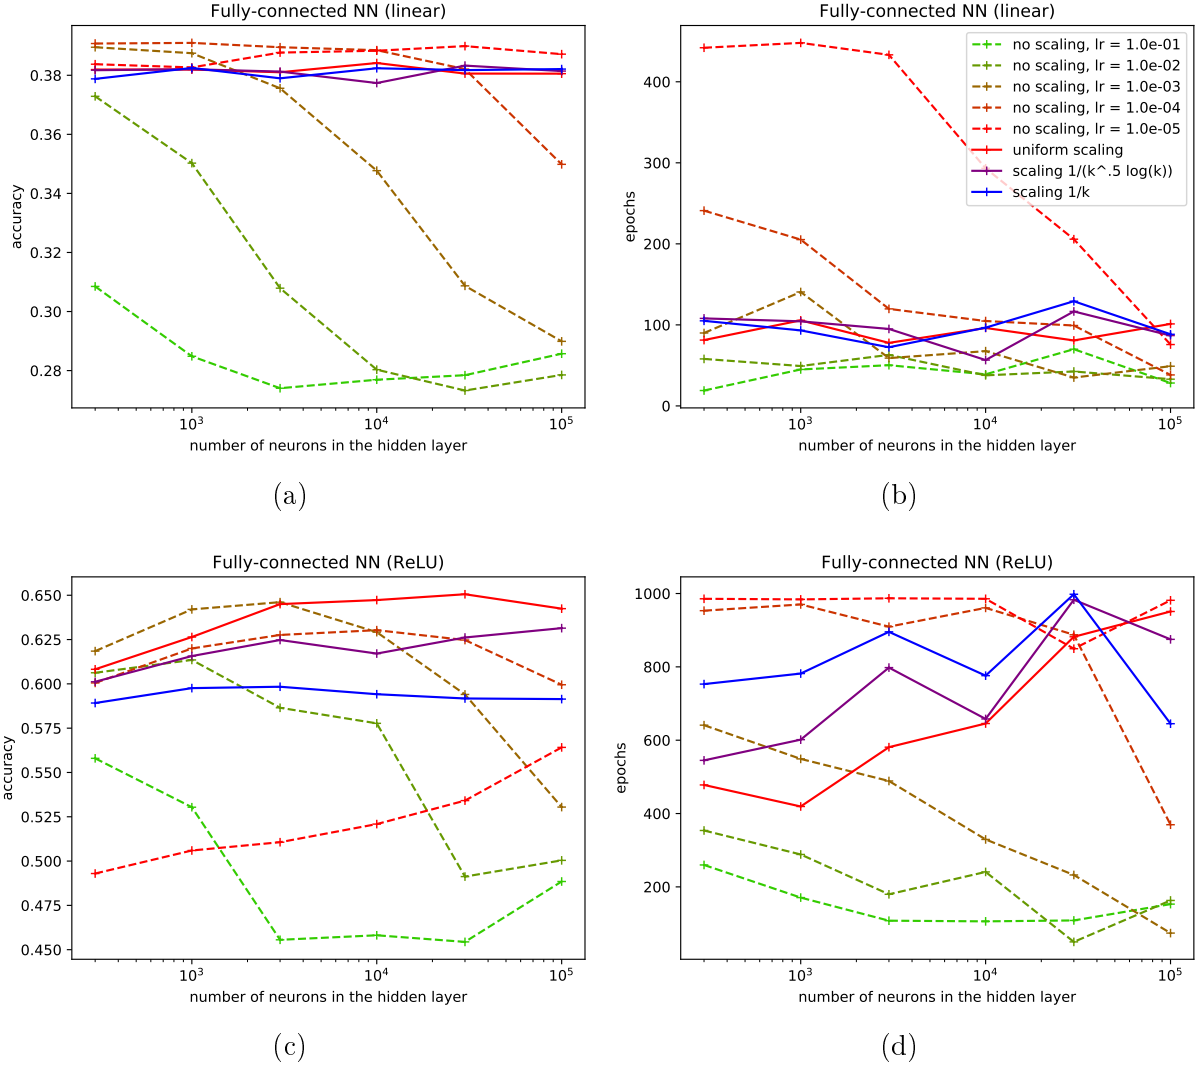 Fully-connected NN (linear)
accuracy
0.38
0.36
0.34
0.32
0.30
0.28
10³
10⁴
10⁵
number of neurons in the hidden layer
(a)
Fully-connected NN (linear)
epochs
400
300
200
100
0
no scaling, lr = 1.0e-01
no scaling, lr = 1.0e-02
no scaling, lr = 1.0e-03
no scaling, lr = 1.0e-04
no scaling, lr = 1.0e-05
uniform scaling
scaling 1/(k^.5 log(k))
scaling 1/k
10³
10⁴
10⁵
number of neurons in the hidden layer
(b)
Fully-connected NN (ReLU)
accuracy
0.650
0.625
0.600
0.575
0.550
0.525
0.500
0.475
0.450
10³
10⁴
10⁵
number of neurons in the hidden layer
(c)
Fully-connected NN (ReLU)
epochs
1000
800
600
400
200
10³
10⁴
10⁵
number of neurons in the hidden layer
(d)